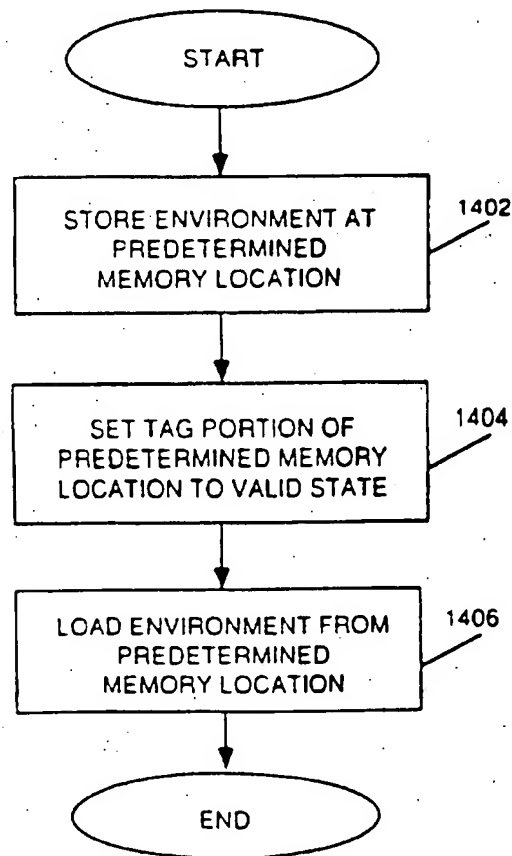 START
STORE ENVIRONMENT AT
PREDETERMINED
MEMORY LOCATION
1402
SET TAG PORTION OF
PREDETERMINED MEMORY
LOCATION TO VALID STATE
1404
LOAD ENVIRONMENT FROM
PREDETERMINED
MEMORY LOCATION
1406
END